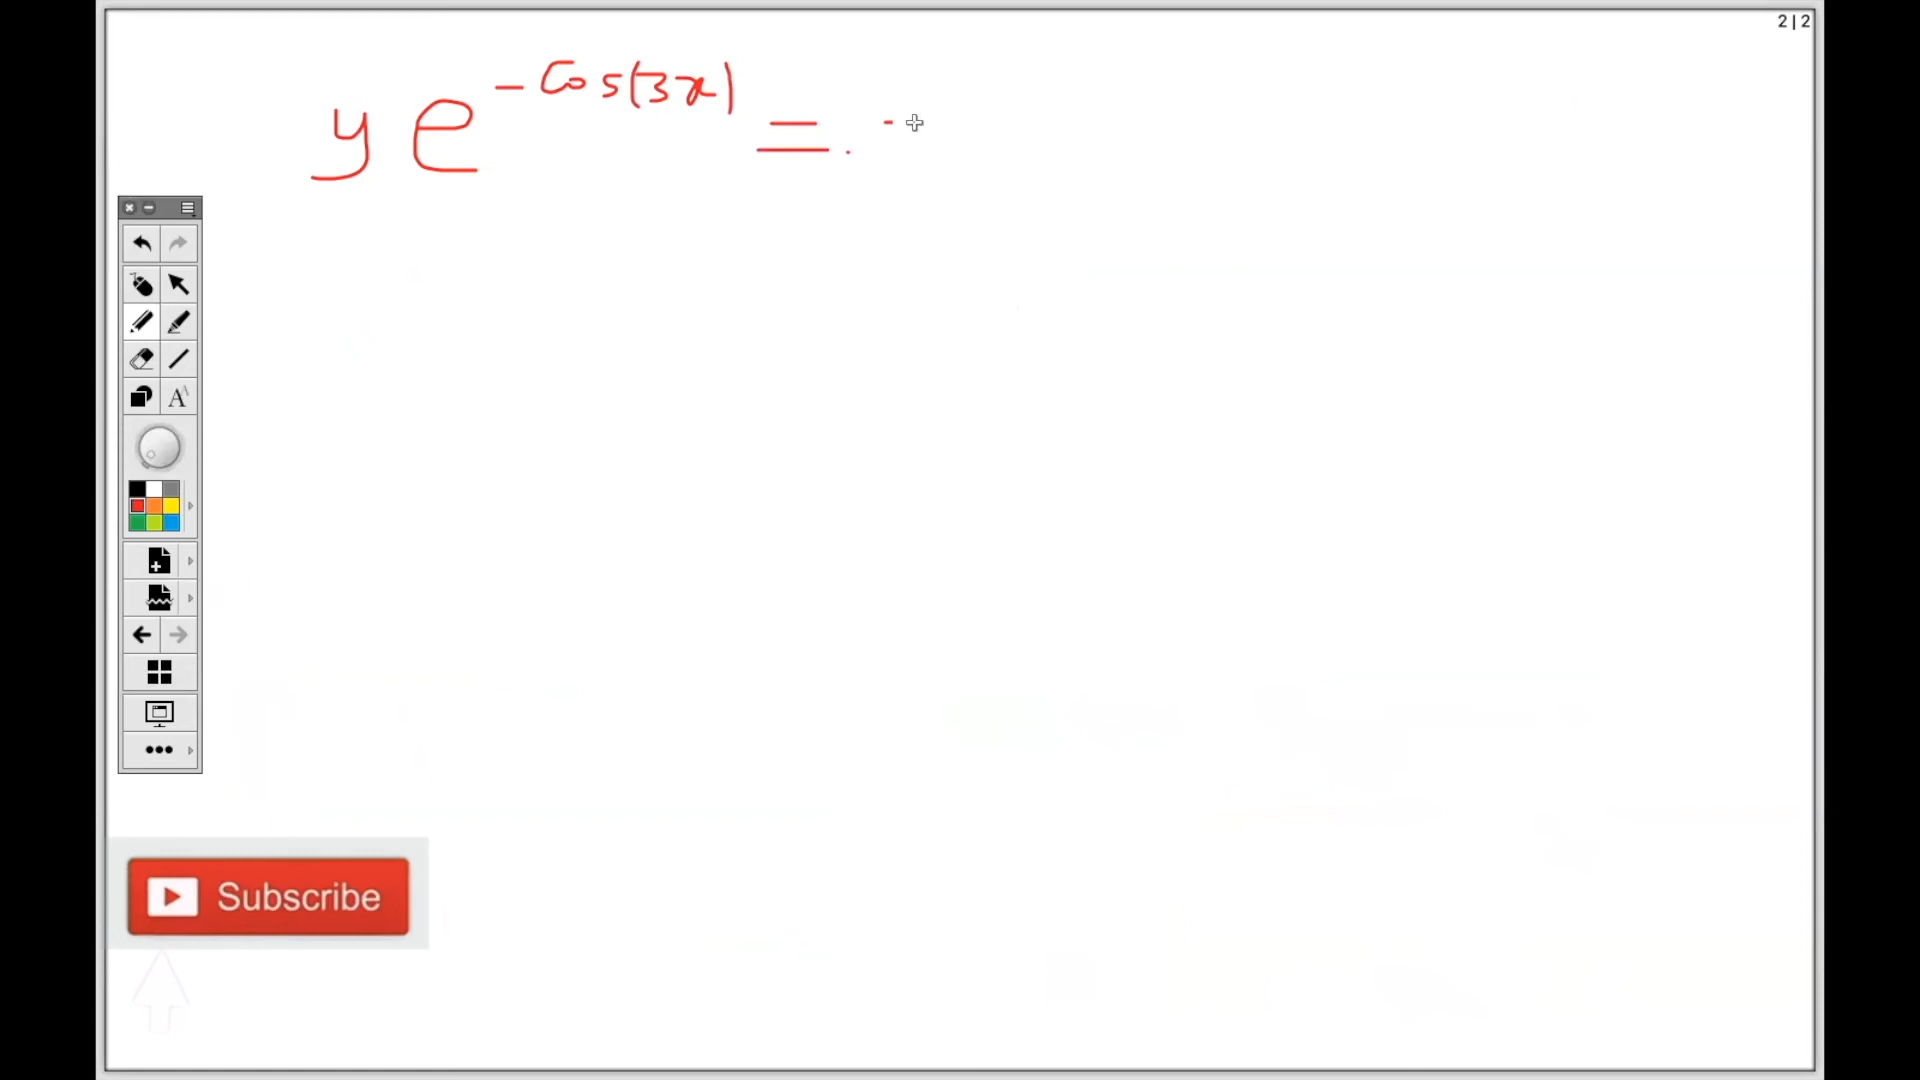 2|2
y e^{-Cos(3x)} = -
A
Subscribe